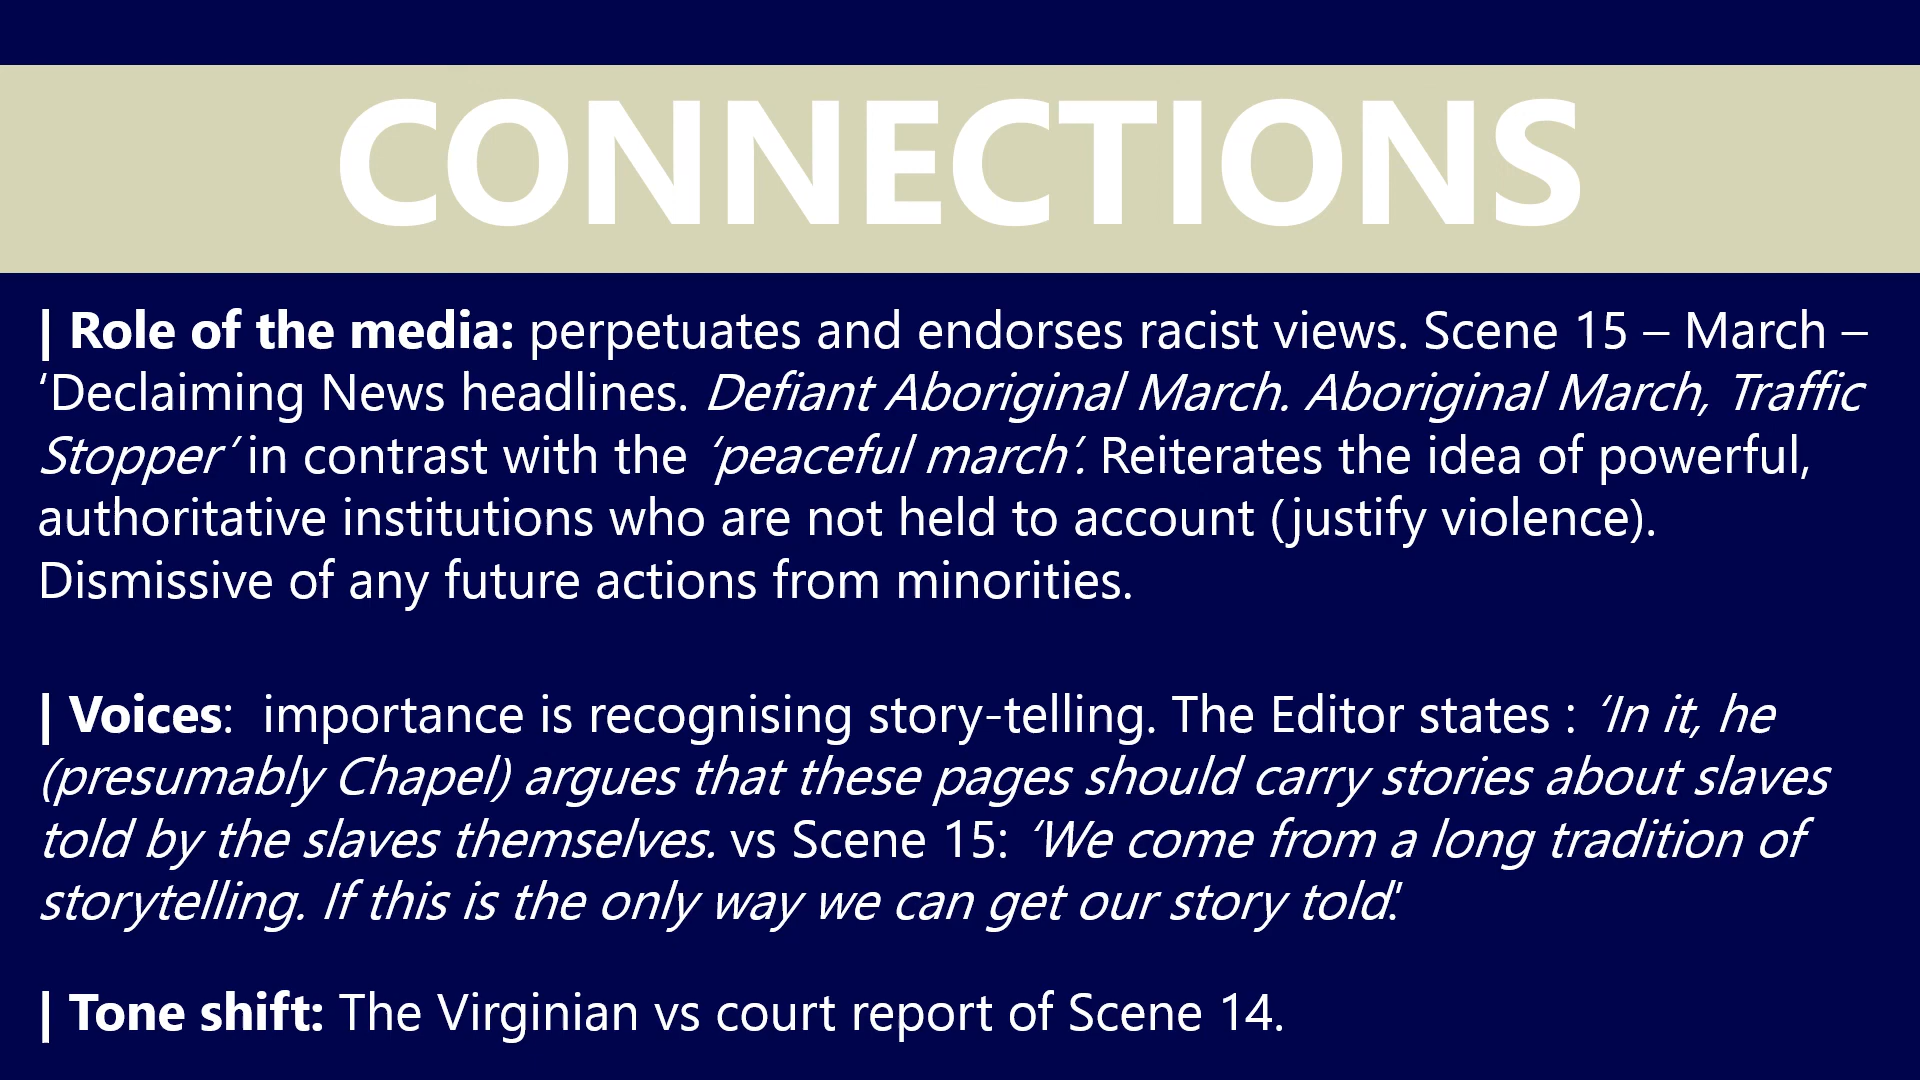 CONNECTIONS
| Role of the media: perpetuates and endorses racist views. Scene 15 – March –
‘Declaiming News headlines. Defiant Aboriginal March. Aboriginal March, Traffic
Stopper’ in contrast with the ‘peaceful march’. Reiterates the idea of powerful,
authoritative institutions who are not held to account (justify violence).
Dismissive of any future actions from minorities.
| Voices:  importance is recognising story-telling. The Editor states : ‘In it, he
(presumably Chapel) argues that these pages should carry stories about slaves
told by the slaves themselves. vs Scene 15: ‘We come from a long tradition of
storytelling. If this is the only way we can get our story told.’
| Tone shift: The Virginian vs court report of Scene 14.